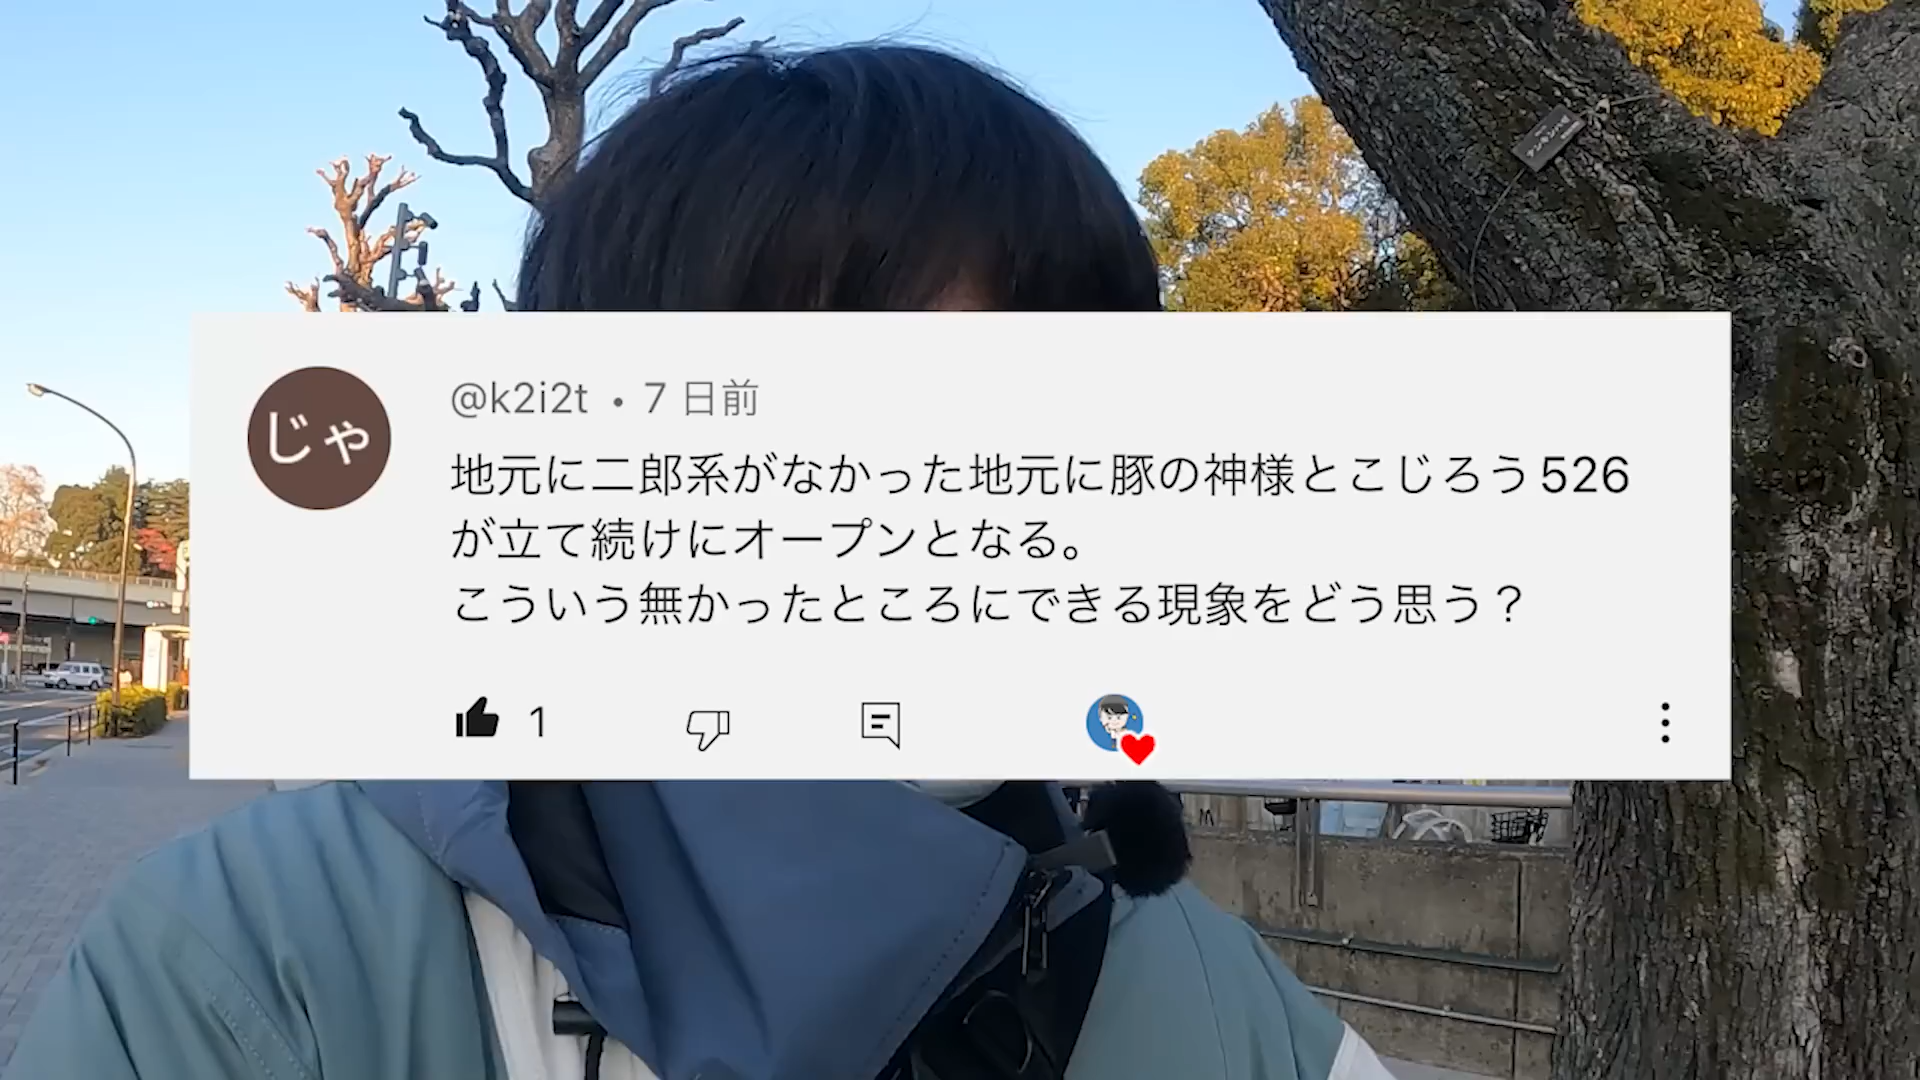 じゃ
@k2i2t • 7 日前
地元に二郎系がなかった地元に豚の神様とこじろう526
が立て続けにオープンとなる。
こういう無かったところにできる現象をどう思う？
1